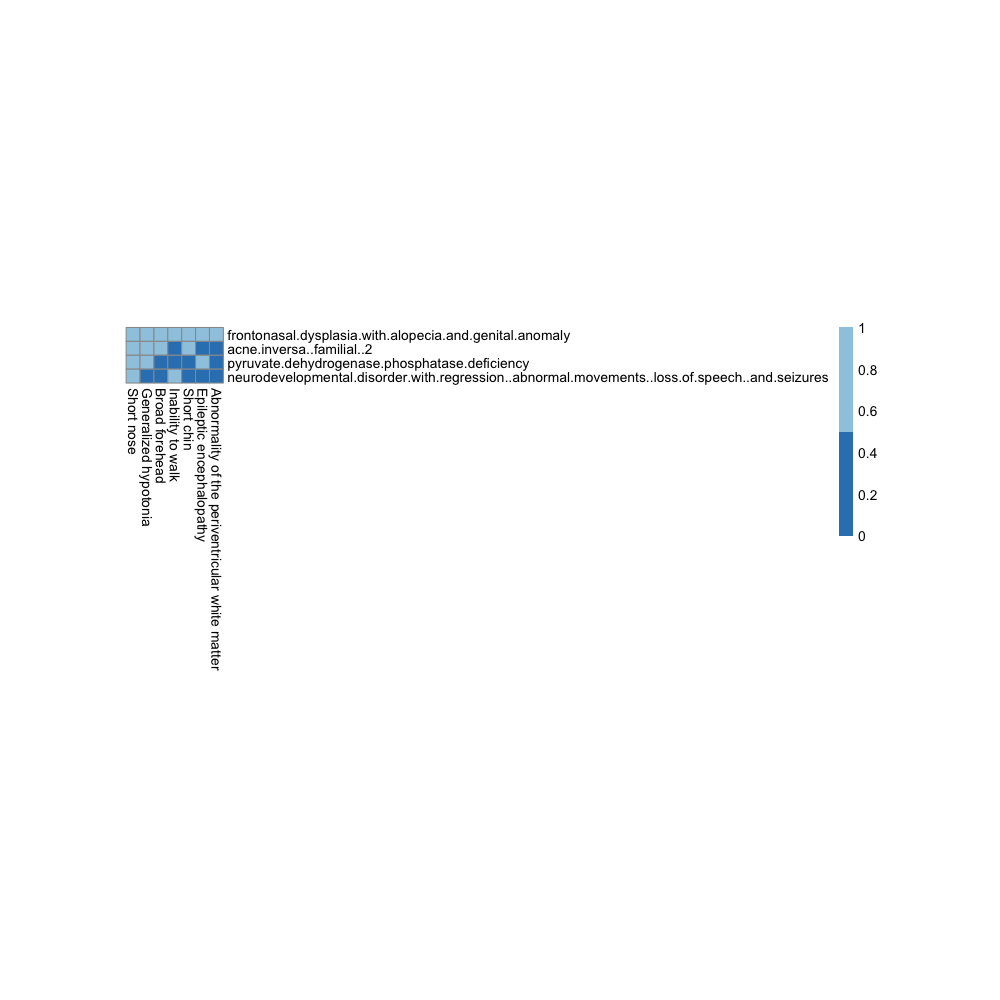 frontonasal.dysplasia.with.alopecia.and.genital.anomaly
acne.inversa..familial..2
pyruvate.dehydrogenase.phosphatase.deficiency
neurodevelopmental.disorder.with.regression..abnormal.movements..loss.of.speech..and.seizures
Short nose
Generalized hypotonia
Broad forehead
Inability to walk
Short chin
Epileptic encephalopathy
Abnormality of the periventricular white matter
1
0.8
0.6
0.4
0.2
0